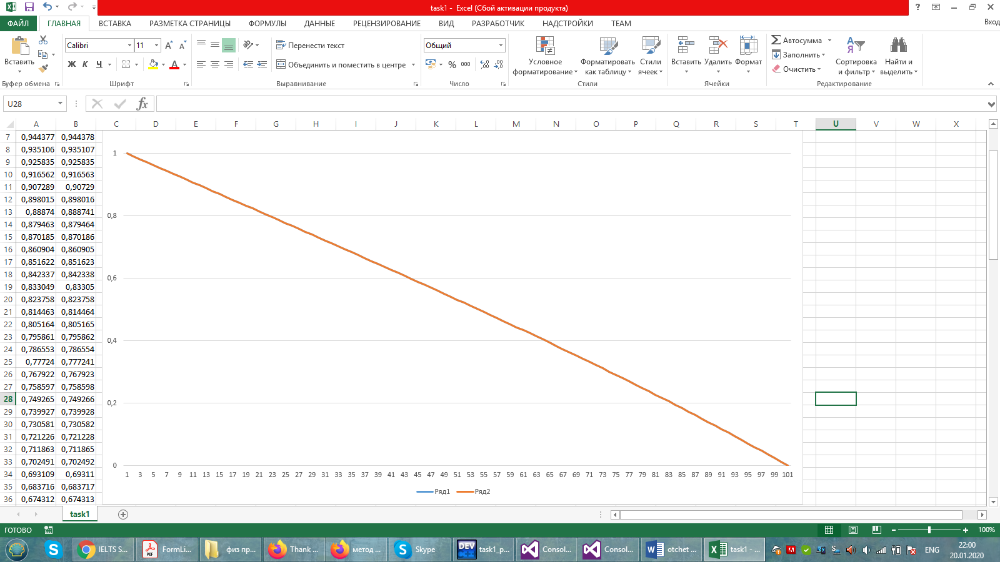 task1 - Excel (Сбой активации продукта)
ФАЙЛ ГЛАВНАЯ ВСТАВКА РАЗМЕТКА СТРАНИЦЫ ФОРМУЛЫ ДАННЫЕ РЕЦЕНЗИРОВАНИЕ ВИД РАЗРАБОТЧИК НАДСТРОЙКИ TEAM Вход
Calibri 11 Перенести текст Общий Автосумма
Вставить Ж К Ч Объединить и поместить в центре % 000 Условное форматирование Форматировать как таблицу Стили ячеек Вставить Удалить Формат Заполнить Сортировка и фильтр Найти и выделить
Очистить
Буфер обмена Шрифт Выравнивание Число Стили Ячейки Редактирование
U28 fx
A B C D E F G H I J K L M N O P Q R S T U V W X
7 0,944377 0,944378
8 0,935106 0,935107
9 0,925835 0,925835
10 0,916562 0,916563
11 0,907289 0,90729
12 0,898015 0,898016
13 0,88874 0,888741
14 0,879463 0,879464
15 0,870185 0,870186
16 0,860904 0,860905
17 0,851622 0,851623
18 0,842337 0,842338
19 0,833049 0,83305
20 0,823758 0,823758
21 0,814463 0,814464
22 0,805164 0,805165
23 0,795861 0,795862
24 0,786553 0,786554
25 0,77724 0,777241
26 0,767922 0,767923
27 0,758597 0,758598
28 0,749265 0,749266
29 0,739927 0,739928
30 0,730581 0,730582
31 0,721226 0,721228
32 0,711863 0,711865
33 0,702491 0,702492
34 0,693109 0,69311
35 0,683716 0,683717
36 0,674312 0,674313
1
0,8
0,6
0,4
0,2
0
1 3 5 7 9 11 13 15 17 19 21 23 25 27 29 31 33 35 37 39 41 43 45 47 49 51 53 55 57 59 61 63 65 67 69 71 73 75 77 79 81 83 85 87 89 91 93 95 97 99 101
Ряд1 Ряд2
task1
ГОТОВО 100%
IELTS S... FormLi... физ пр... Thank ... метод ... Skype task1_p... Consol... Consol... otchet ... task1 - ... ENG 22:00
20.01.2020